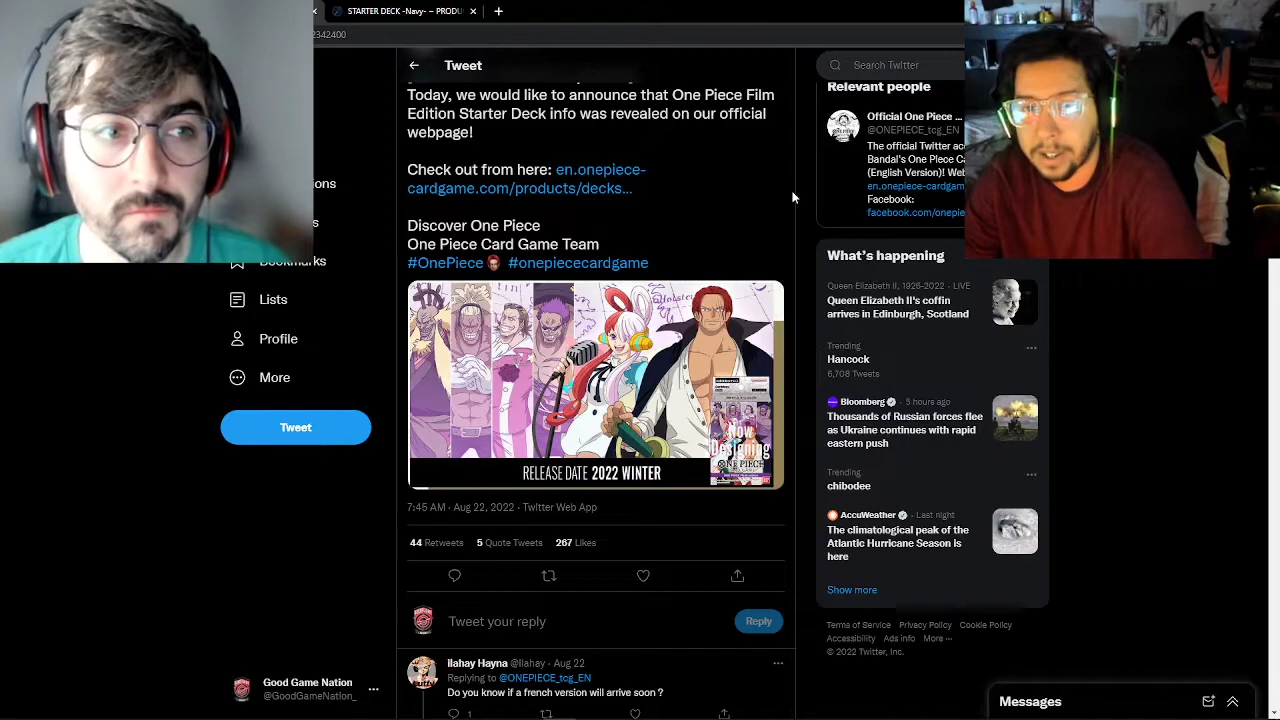 STARTER DECK -Navy- – PRODU
2342400
Tweet
Search Twitter
Today, we would like to announce that One Piece Film
Edition Starter Deck info was revealed on our official
webpage!
Check out from here: en.onepiece-
cardgame.com/products/decks...
Discover One Piece
One Piece Card Game Team
#OnePiece #onepiececardgame
RELEASE DATE 2022 WINTER
Now
Designing
ONE PIECE
7:45 AM · Aug 22, 2022 · Twitter Web App
44 Retweets 5 Quote Tweets 267 Likes
Tweet your reply
Reply
Ilahay Hayna @Ilahay · Aug 22
Replying to @ONEPIECE_tcg_EN
Do you know if a french version will arrive soon ?
1
Bookmarks
Lists
Profile
More
Tweet
Good Game Nation
@GoodGameNation_
Relevant people
Official One Piece ...
@ONEPIECE_tcg_EN
The official Twitter ac
Bandai's One Piece Ca
(English Version)! Web
en.onepiece-cardgam
Facebook:
facebook.com/onepie
What's happening
Queen Elizabeth II, 1926-2022 · LIVE
Queen Elizabeth II's coffin
arrives in Edinburgh, Scotland
Trending
Hancock
6,708 Tweets
Bloomberg · 5 hours ago
Thousands of Russian forces flee
as Ukraine continues with rapid
eastern push
Trending
chibodee
AccuWeather · Last night
The climatological peak of the
Atlantic Hurricane Season is
here
Show more
Terms of Service Privacy Policy Cookie Policy
Accessibility Ads info More ...
© 2022 Twitter, Inc.
Messages